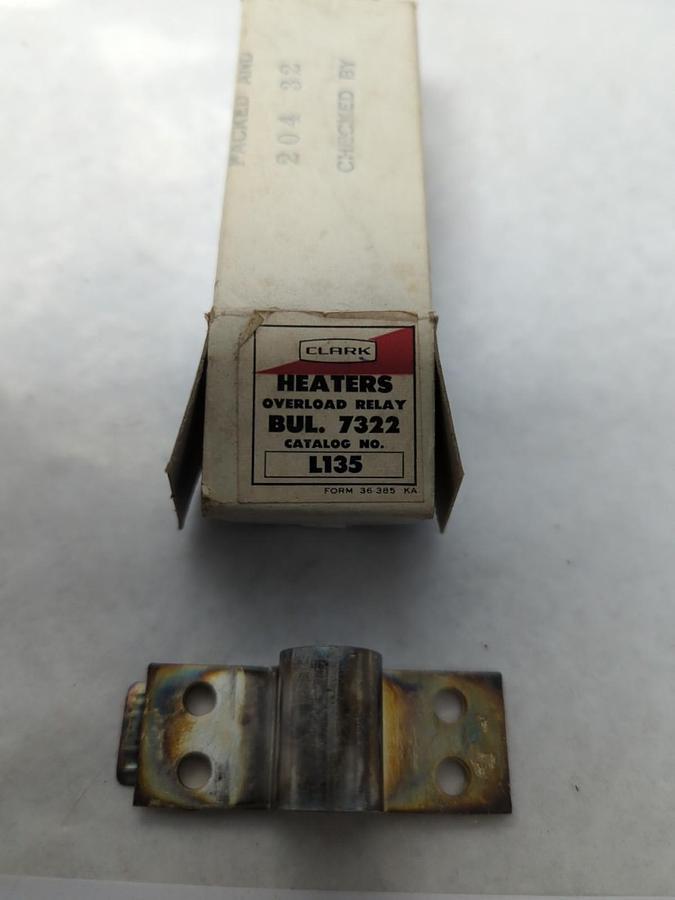 PACKED AND
204 32
CHECKED BY
CLARK
HEATERS
OVERLOAD RELAY
BUL. 7322
CATALOG NO.
L135
FORM 36-385 KA